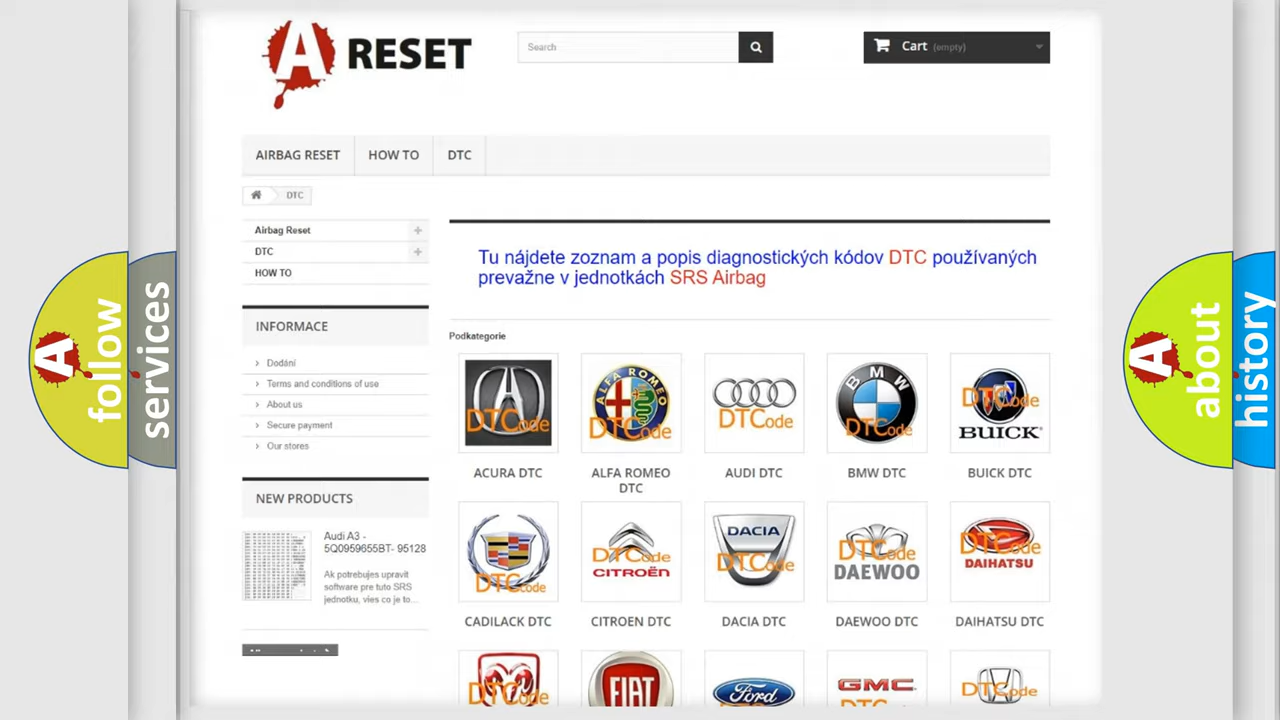 A RESET
Search
Cart (empty)
AIRBAG RESET
HOW TO
DTC
DTC
Airbag Reset
DTC
HOW TO
INFORMACE
Dodání
Terms and conditions of use
About us
Secure payment
Our stores
NEW PRODUCTS
Audi A3 -
5Q0959655BT- 95128
Ak potrebujes upravit
software pre tuto SRS
jednotku, vies co je to...
Tu nájdete zoznam a popis diagnostických kódov DTC používaných
prevažne v jednotkách SRS Airbag
Podkategorie
DTCode
ALFA ROMEO
DTCode
DTCode
BMW
DTCode
DTCode
BUICK
ACURA DTC
ALFA ROMEO
DTC
AUDI DTC
BMW DTC
BUICK DTC
DTCode
DTCode
CITROËN
DACIA
DTCode
DTCode
DAEWOO
DTCode
DAIHATSU
CADILACK DTC
CITROEN DTC
DACIA DTC
DAEWOO DTC
DAIHATSU DTC
DTCode
FIAT
Ford
GMC
DTCode
A follow
services
A about
history